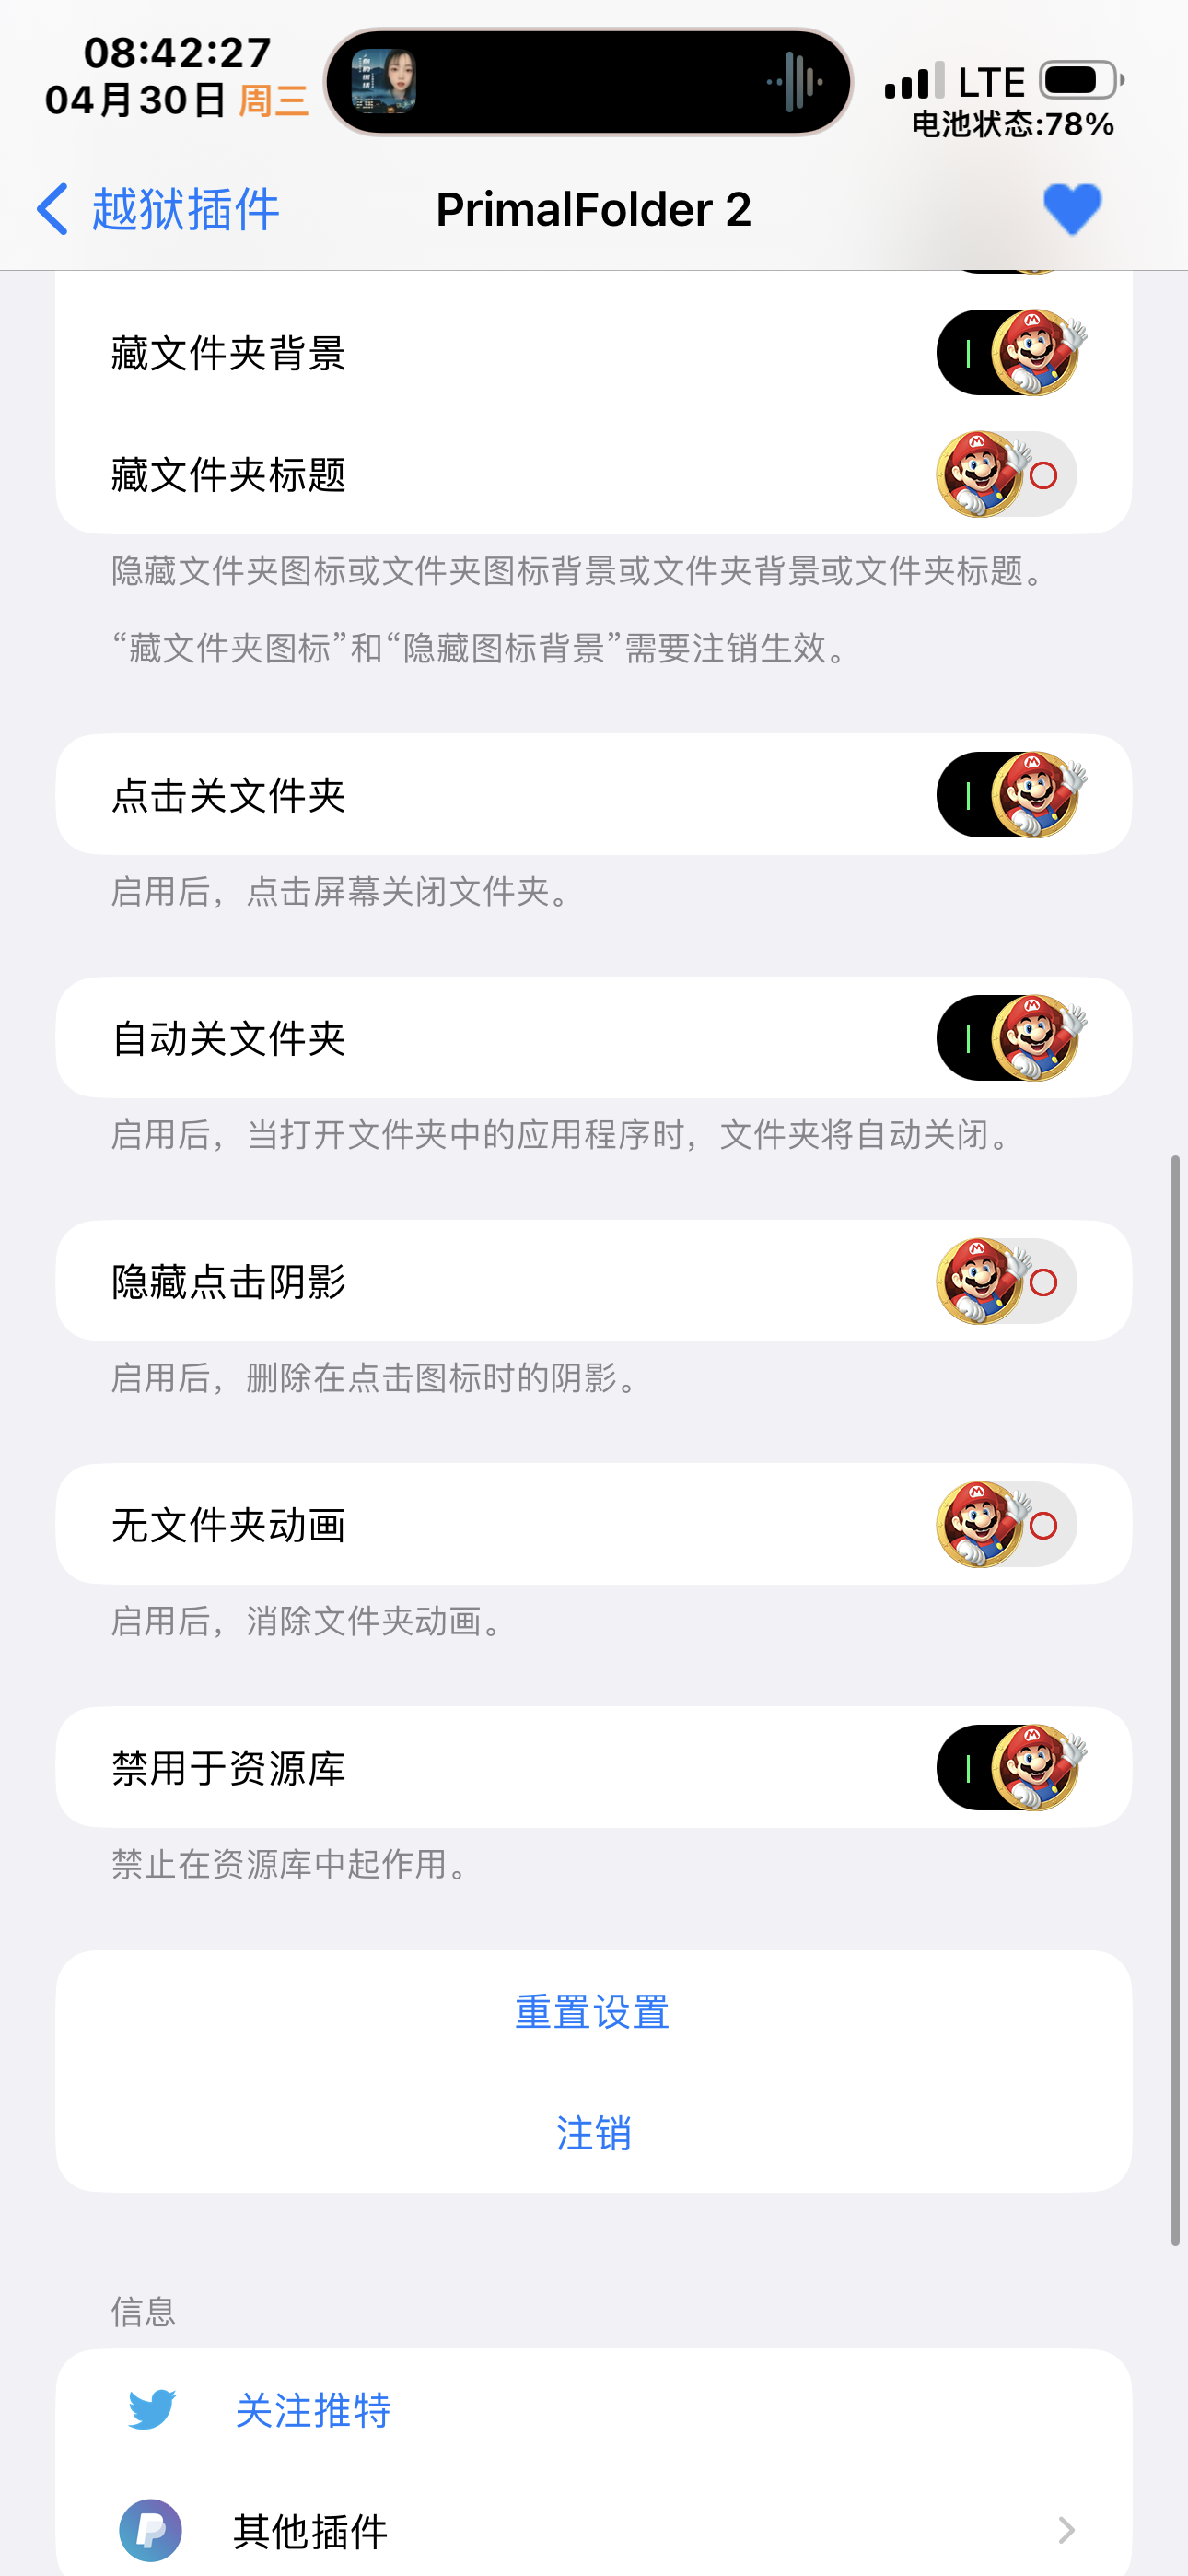 08:42:27
04月30日 周三
LTE
电池状态:78%
越狱插件
PrimalFolder 2
藏文件夹背景
藏文件夹标题
隐藏文件夹图标或文件夹图标背景或文件夹背景或文件夹标题。
“藏文件夹图标”和“隐藏图标背景”需要注销生效。
点击关文件夹
启用后，点击屏幕关闭文件夹。
自动关文件夹
启用后，当打开文件夹中的应用程序时，文件夹将自动关闭。
隐藏点击阴影
启用后，删除在点击图标时的阴影。
无文件夹动画
启用后，消除文件夹动画。
禁用于资源库
禁止在资源库中起作用。
重置设置
注销
信息
关注推特
其他插件